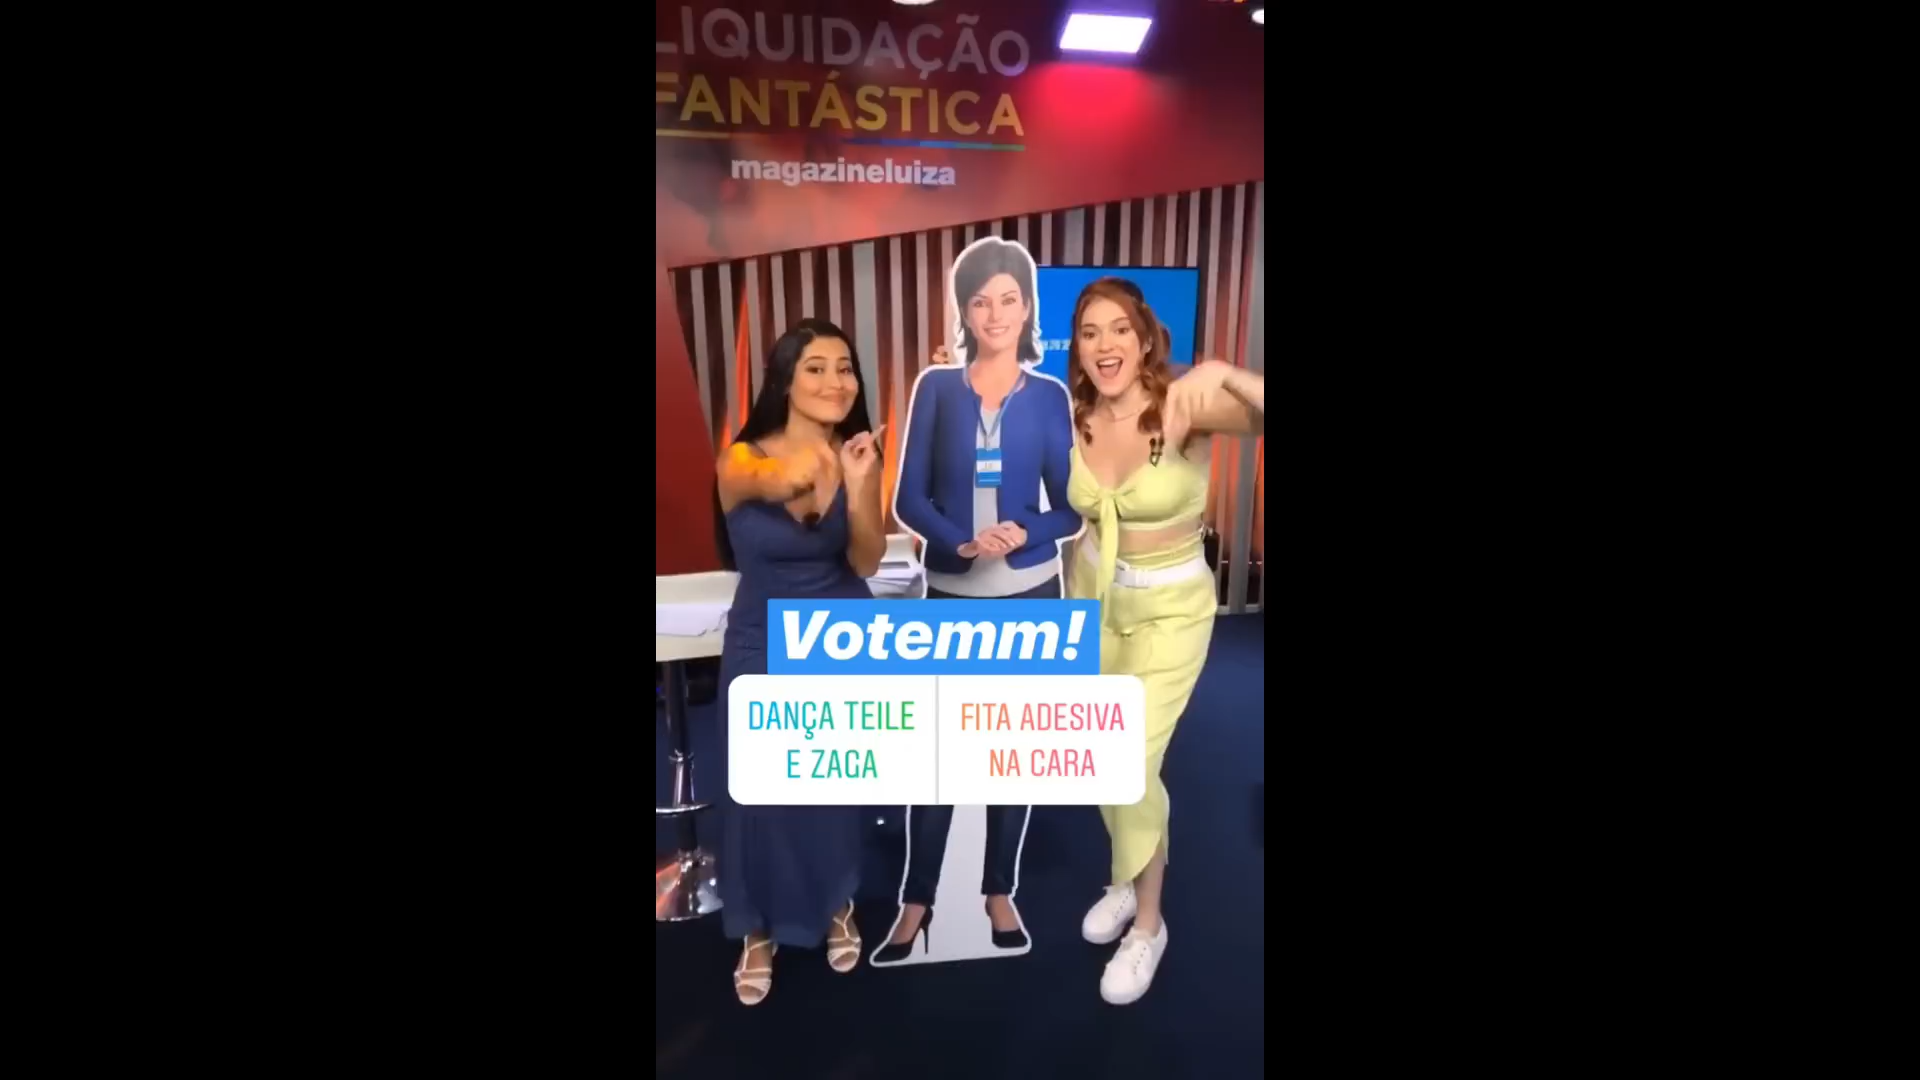 LIQUIDAÇÃO
FANTÁSTICA
magazineluiza
Votemm!
DANÇA TEILE
E ZAGA
FITA ADESIVA
NA CARA